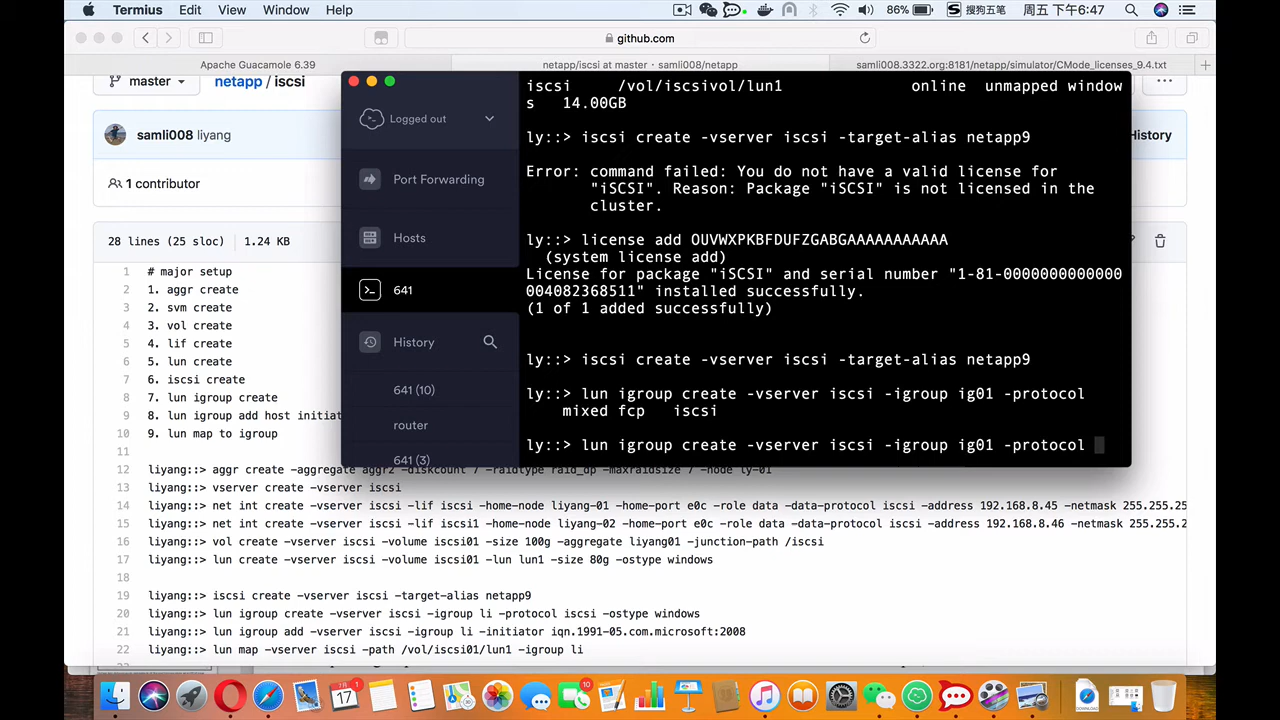 Termius Edit View Window Help
86% 搜狗五笔 周五 下午6:47
github.com
Apache Guacamole 6.39
netapp/iscsi at master · samli008/netapp
samli008.3322.org:8181/netapp/simulator/CMode_licenses_9.4.txt
master netapp / iscsi
samli008 liyang
History
1 contributor
28 lines (25 sloc) 1.24 KB
1 # major setup
2 1. aggr create
3 2. svm create
4 3. vol create
5 4. lif create
6 5. lun create
7 6. iscsi create
8 7. lun igroup create
9 8. lun igroup add host initia
10 9. lun map to igroup
11
12 liyang::> aggr create -aggregate aggr2 -diskcount 7 -raidtype raid_dp -maxraidsize 7 -node ly-01
13 liyang::> vserver create -vserver iscsi
14 liyang::> net int create -vserver iscsi -lif iscsi -home-node liyang-01 -home-port e0c -role data -data-protocol iscsi -address 192.168.8.45 -netmask 255.255.25
15 liyang::> net int create -vserver iscsi -lif iscsi1 -home-node liyang-02 -home-port e0c -role data -data-protocol iscsi -address 192.168.8.46 -netmask 255.255.2
16 liyang::> vol create -vserver iscsi -volume iscsi01 -size 100g -aggregate liyang01 -junction-path /iscsi
17 liyang::> lun create -vserver iscsi -volume iscsi01 -lun lun1 -size 80g -ostype windows
18
19 liyang::> iscsi create -vserver iscsi -target-alias netapp9
20 liyang::> lun igroup create -vserver iscsi -igroup li -protocol iscsi -ostype windows
21 liyang::> lun igroup add -vserver iscsi -igroup li -initiator iqn.1991-05.com.microsoft:2008
22 liyang::> lun map -vserver iscsi -path /vol/iscsi01/lun1 -igroup li
Logged out
Port Forwarding
Hosts
641
History
641 (10)
router
641 (3)
iscsi /vol/iscsivol/lun1 online unmapped window
s 14.00GB
ly::> iscsi create -vserver iscsi -target-alias netapp9
Error: command failed: You do not have a valid license for
"iSCSI". Reason: Package "iSCSI" is not licensed in the
cluster.
ly::> license add OUVWXPKBFDUFZGABGAAAAAAAAAAA
(system license add)
License for package "iSCSI" and serial number "1-81-0000000000000
004082368511" installed successfully.
(1 of 1 added successfully)
ly::> iscsi create -vserver iscsi -target-alias netapp9
ly::> lun igroup create -vserver iscsi -igroup ig01 -protocol
mixed fcp iscsi
ly::> lun igroup create -vserver iscsi -igroup ig01 -protocol